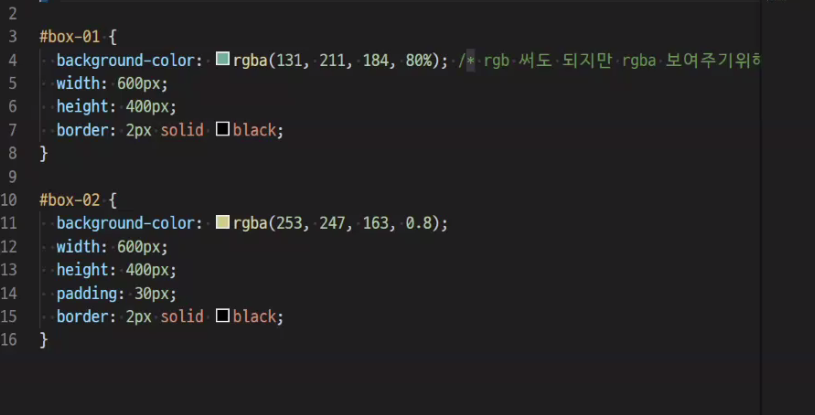 2
3 #box-01 {
4 background-color: rgba(131, 211, 184, 80%); /* rgb 써도 되지만 rgba 보여주기위해
5 width: 600px;
6 height: 400px;
7 border: 2px solid black;
8 }
9
10 #box-02 {
11 background-color: rgba(253, 247, 163, 0.8);
12 width: 600px;
13 height: 400px;
14 padding: 30px;
15 border: 2px solid black;
16 }